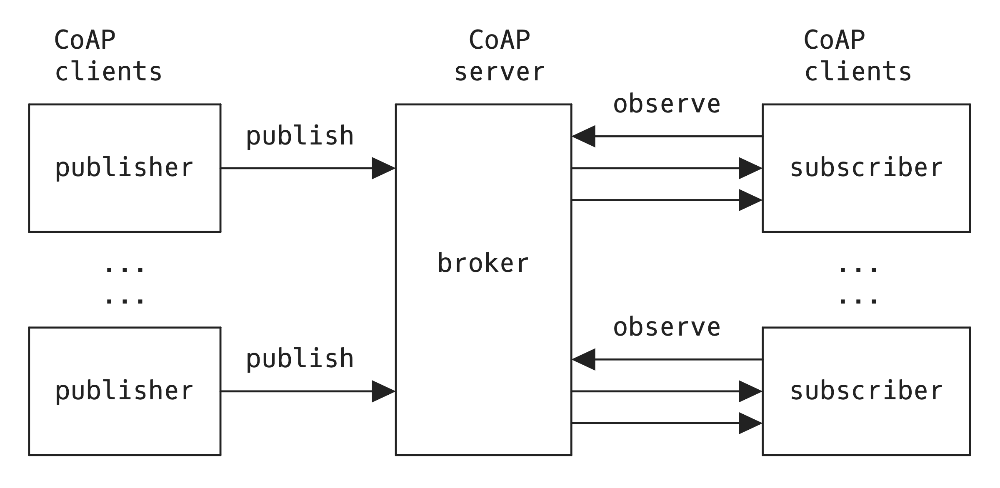 CoAP
clients
CoAP
server
CoAP
clients
observe
publish
publisher
subscriber
broker
...
...
...
...
observe
publish
publisher
subscriber